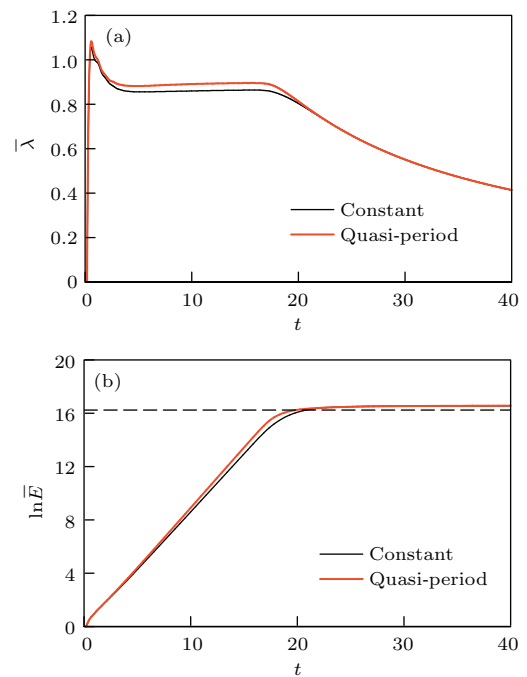 1.2
(a)
1.0
0.8
λ̅
0.6
0.4
Constant
0.2
Quasi-period
0
0 10 20 30 40
t
20
(b)
16
12
lnE̅
8
Constant
4
Quasi-period
0
0 10 20 30 40
t